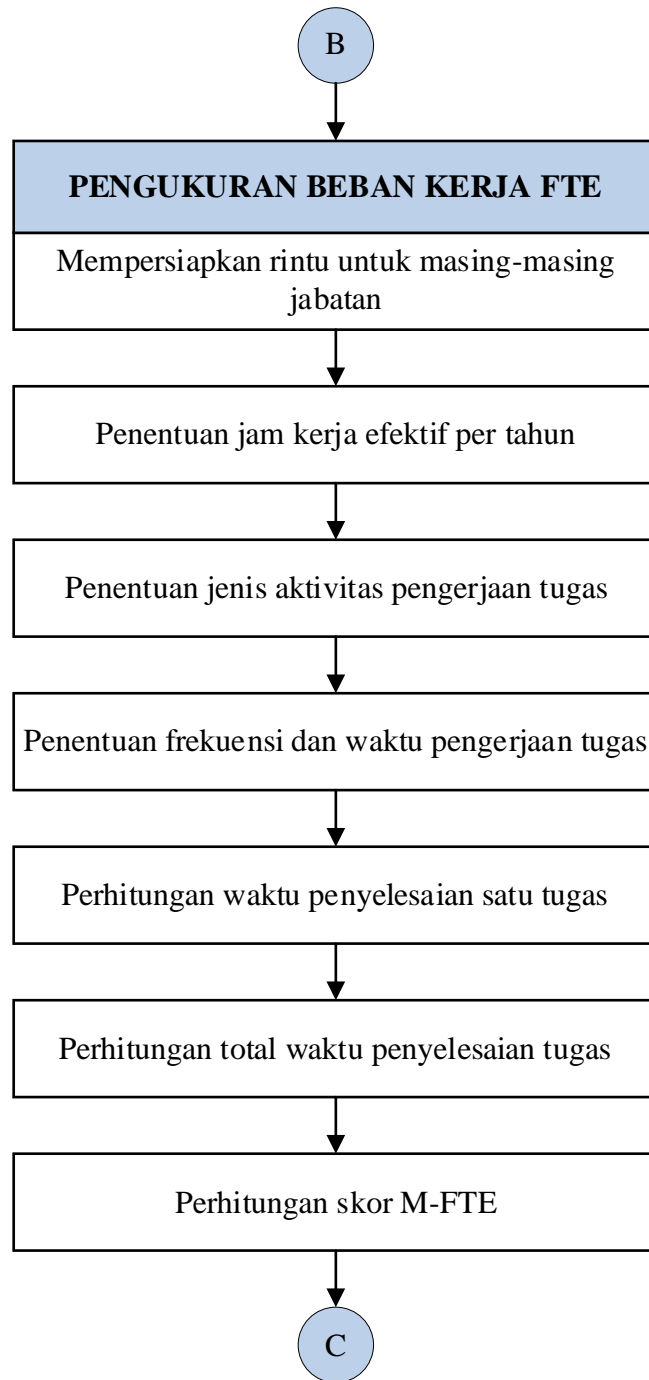 B
PENGUKURAN BEBAN KERJA FTE
Mempersiapkan rintu untuk masing-masing
jabatan
Penentuan jam kerja efektif per tahun
Penentuan jenis aktivitas pengerjaan tugas
Penentuan frekuensi dan waktu pengerjaan tugas
Perhitungan waktu penyelesaian satu tugas
Perhitungan total waktu penyelesaian tugas
Perhitungan skor M-FTE
C